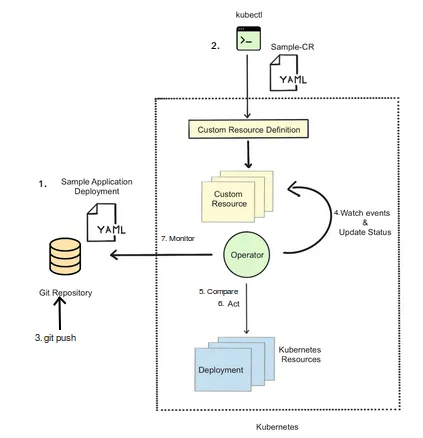 kubectl
2.
Sample-CR
YAML
Custom Resource Definition
1.
Sample Application
Deployment
YAML
Custom
Resource
4.Watch events
&
Update Status
7. Monitor
Operator
Git Repository
5. Compare
6. Act
3. git push
Kubernetes
Resources
Deployment
Kubernetes